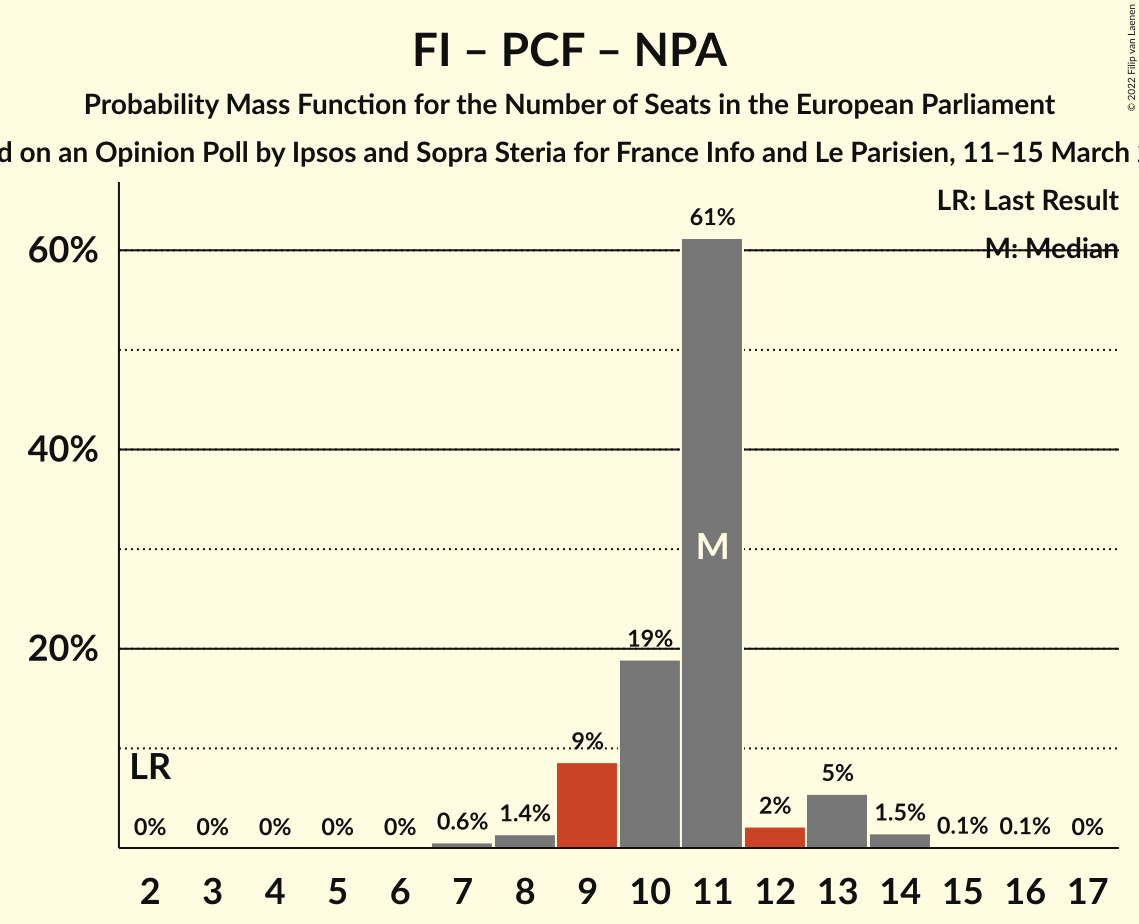 FI – PCF – NPA
Probability Mass Function for the Number of Seats in the European Parliament
on an Opinion Poll by Ipsos and Sopra Steria for France Info and Le Parisien, 11–15 March
© 2022 Filip van Laenen
LR: Last Result
M: Median
61%
60%
40%
M
19%
20%
9%
LR
5%
2%
1.4%
1.5%
0.6%
0% 0% 0% 0% 0% 0.1% 0.1% 0%
2 3 4 5 6 7 8 9 10 11 12 13 14 15 16 17